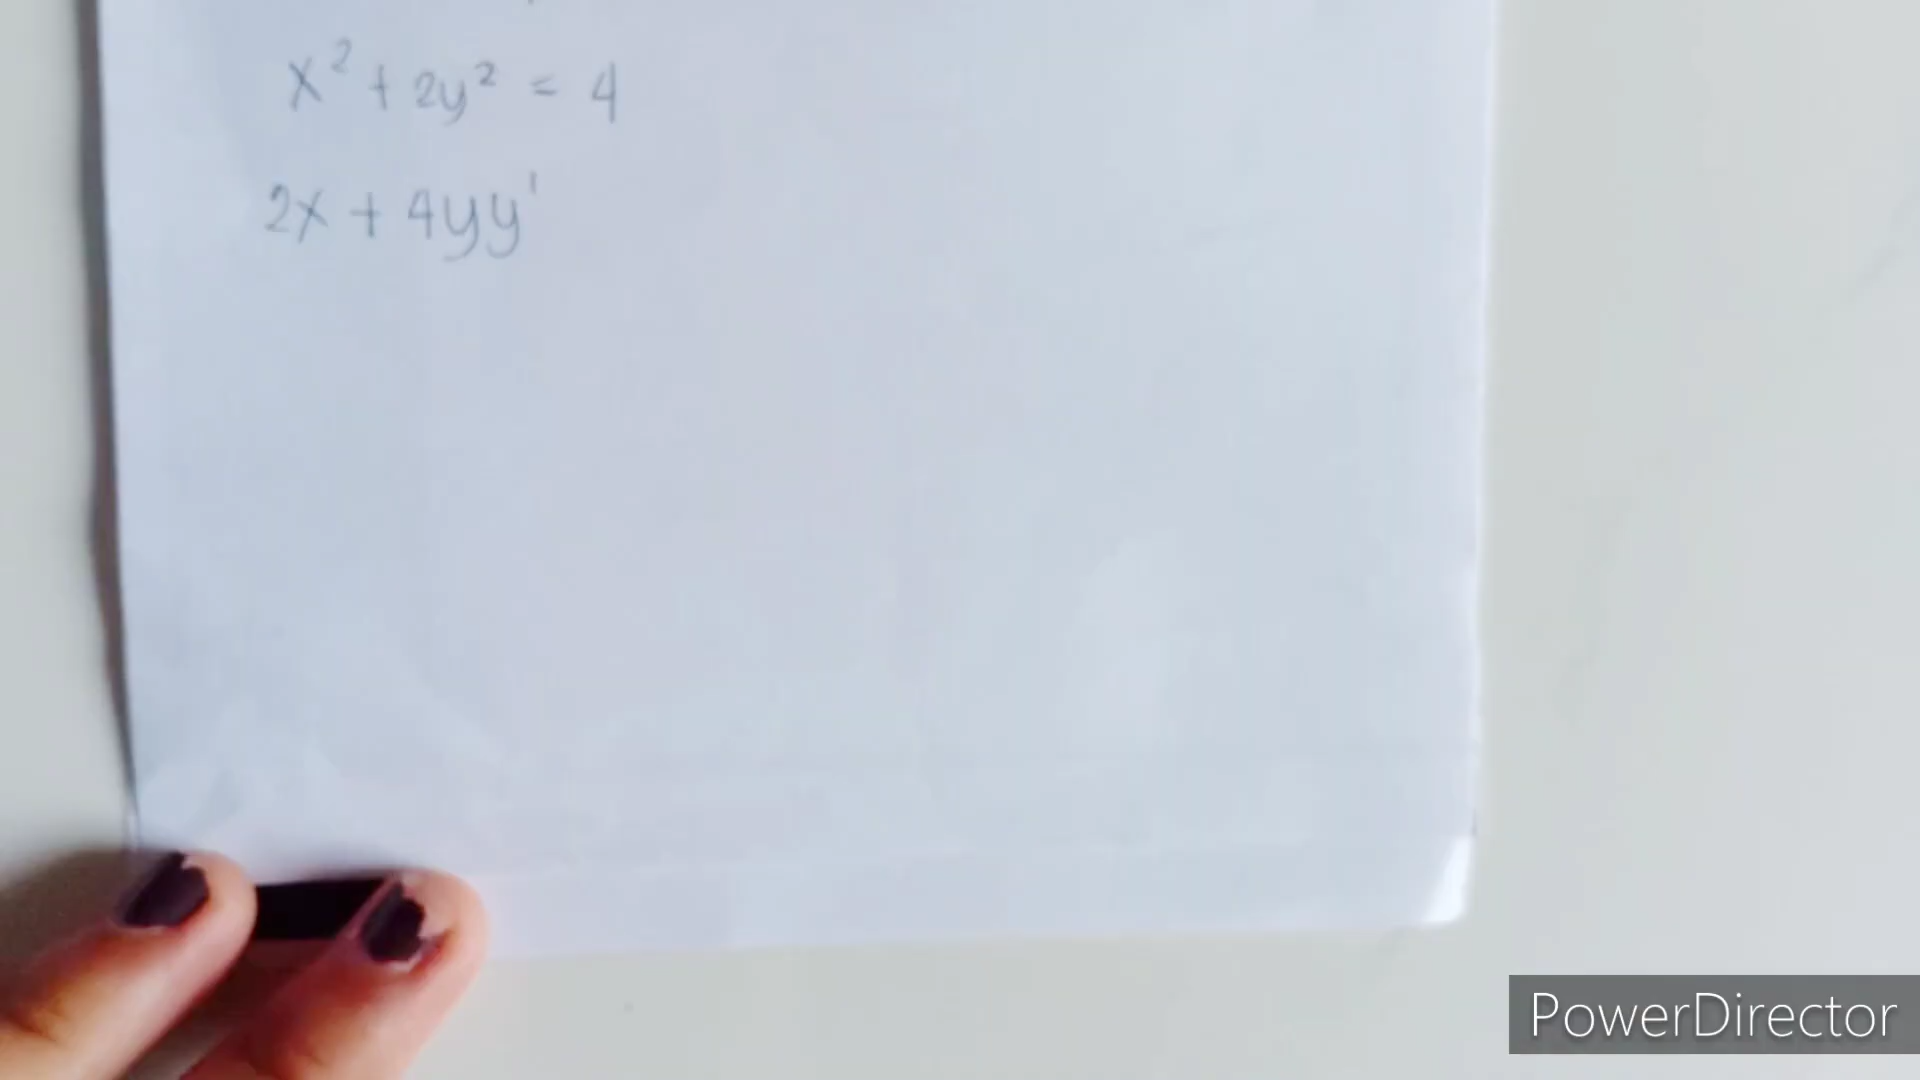 x² + 2y² = 4
2x + 4yy'
PowerDirector